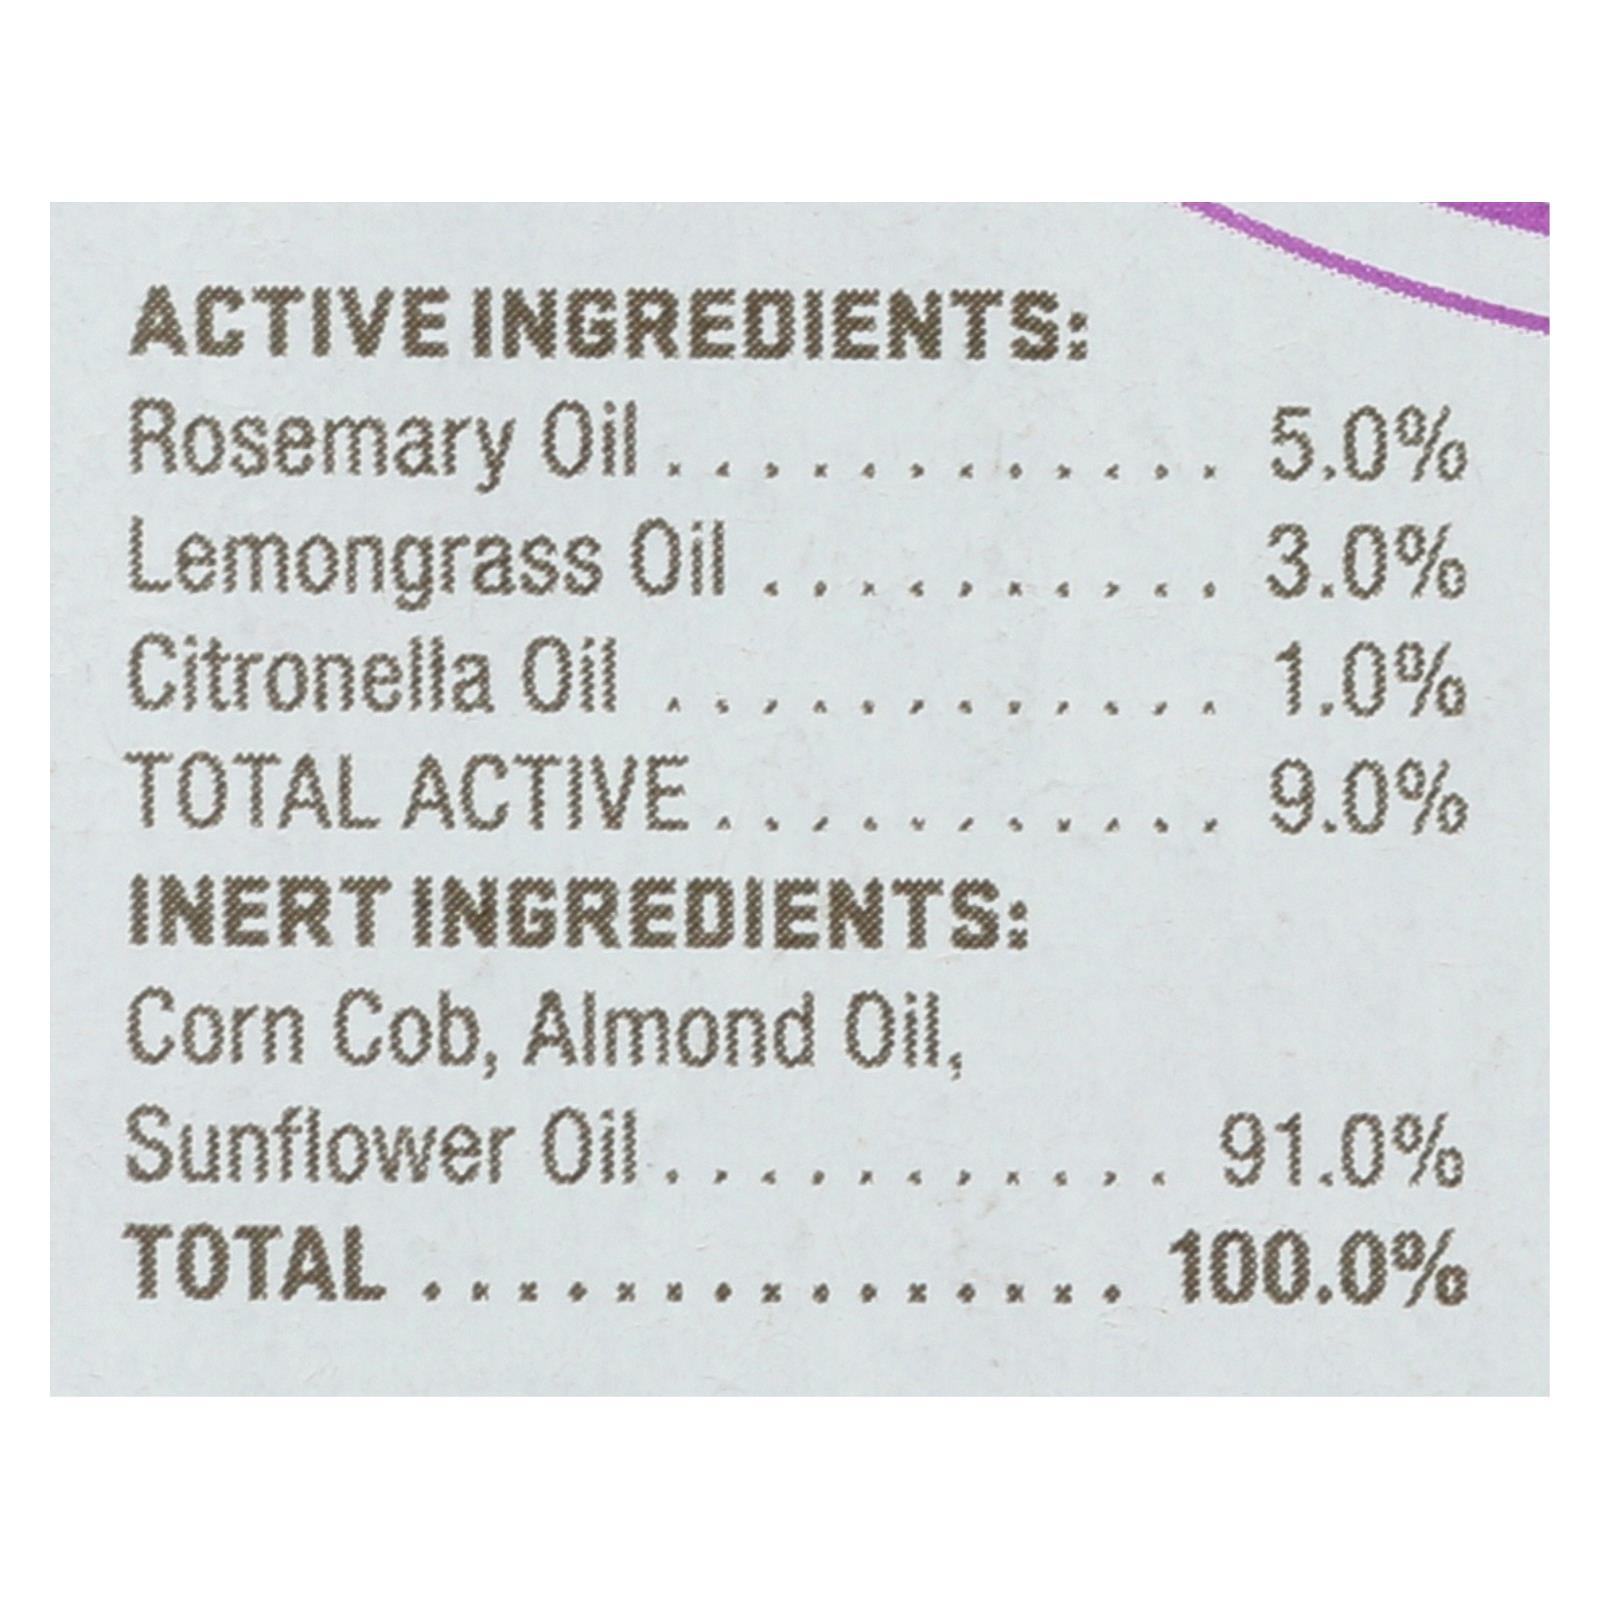 ACTIVE INGREDIENTS:
Rosemary Oil . . . . . . . . . . . . 5.0%
Lemongrass Oil . . . . . . . . . . 3.0%
Citronella Oil . . . . . . . . . . . . 1.0%
TOTAL ACTIVE . . . . . . . . . . . 9.0%
INERT INGREDIENTS:
Corn Cob, Almond Oil,
Sunflower Oil . . . . . . . . . . . 91.0%
TOTAL . . . . . . . . . . . . . . . 100.0%